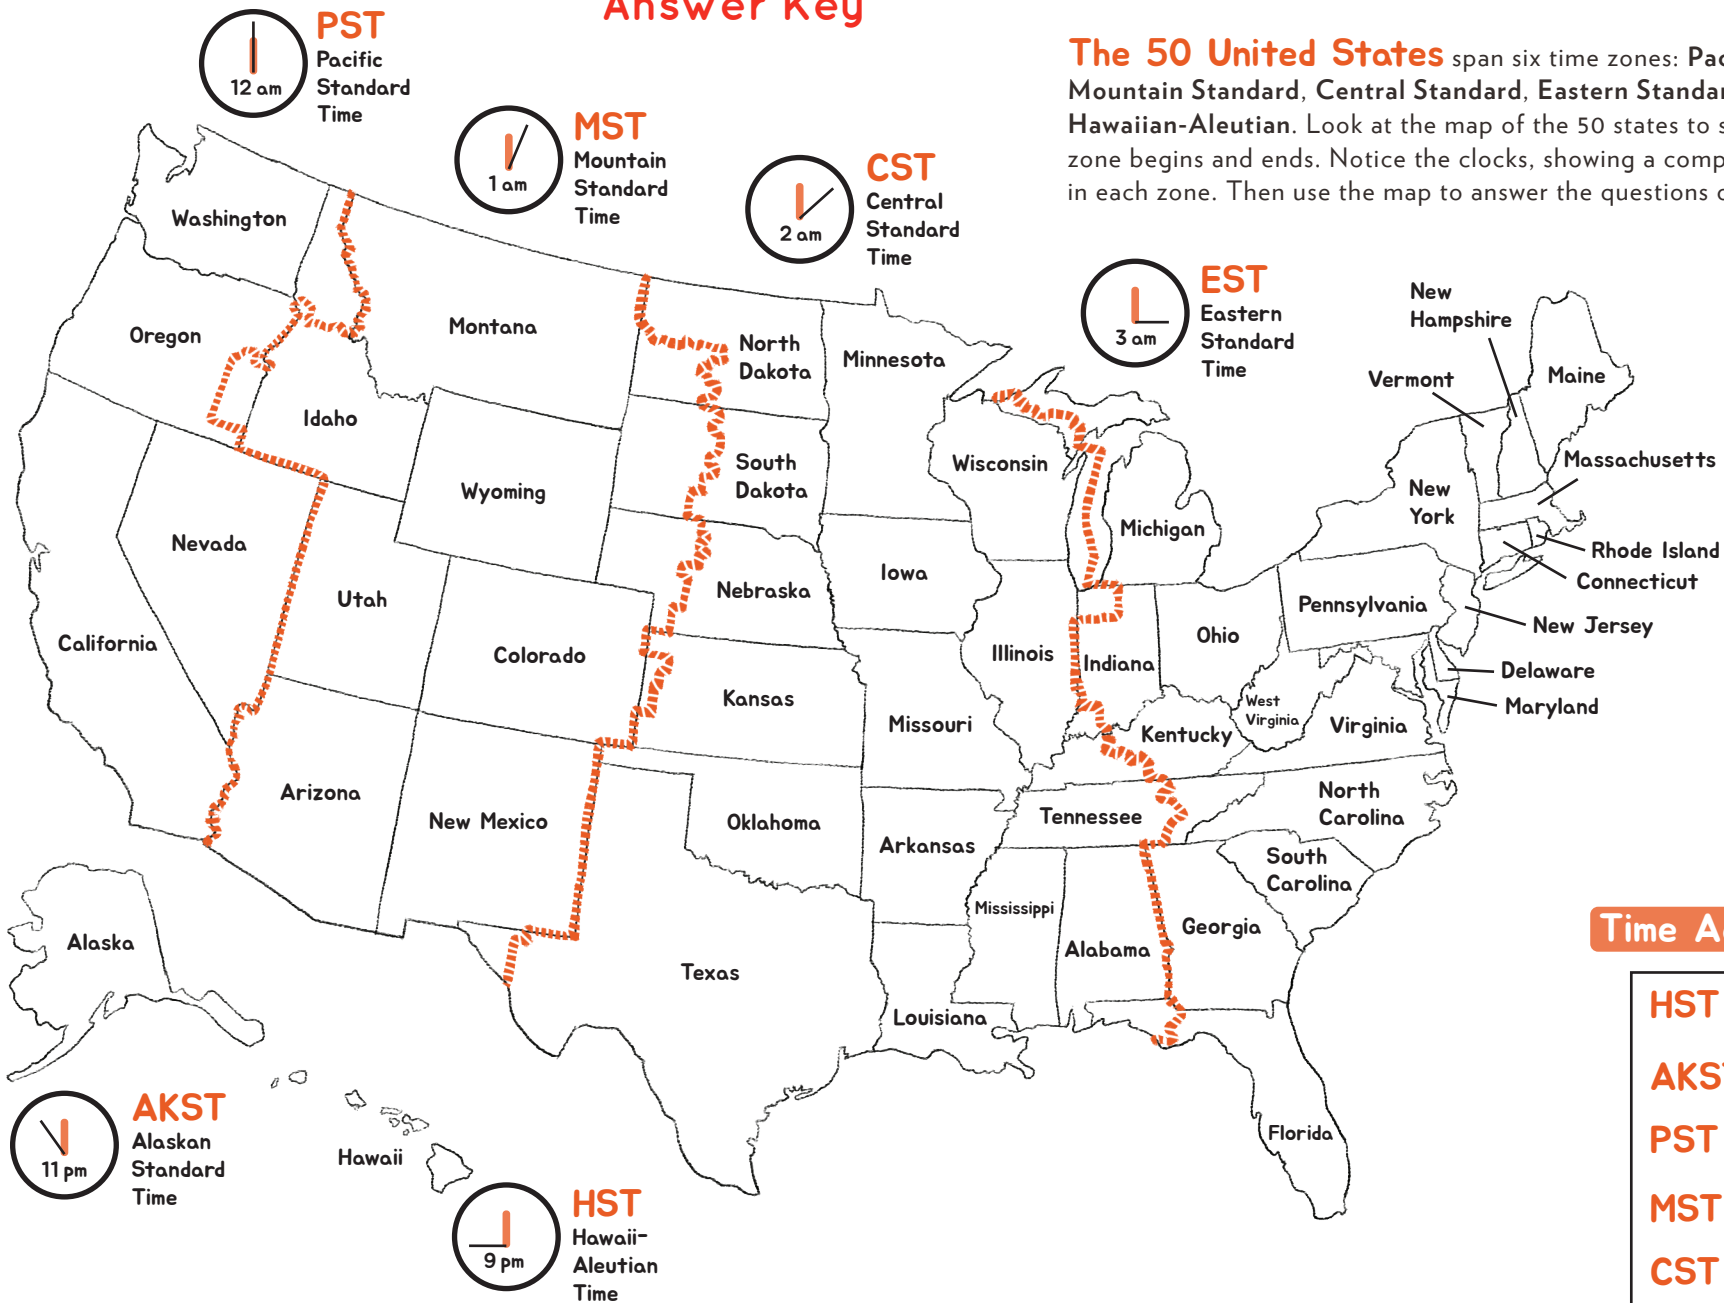 Answer Key
PST
Pacific
Standard
Time
12 am
MST
Mountain
Standard
Time
1 am
CST
Central
Standard
Time
2 am
EST
Eastern
Standard
Time
3 am
The 50 United States span six time zones: Pac
Mountain Standard, Central Standard, Eastern Standar
Hawaiian-Aleutian. Look at the map of the 50 states to s
zone begins and ends. Notice the clocks, showing a comp
in each zone. Then use the map to answer the questions o
Washington
Oregon
Montana
Idaho
North
Dakota
Minnesota
South
Dakota
Wyoming
Wisconsin
Michigan
New
Hampshire
Vermont
Maine
Massachusetts
New
York
Rhode Island
Connecticut
Nevada
Utah
California
Colorado
Nebraska
Iowa
Illinois
Indiana
Ohio
Pennsylvania
New Jersey
Delaware
Maryland
Kansas
Missouri
West
Virginia
Virginia
Kentucky
Arizona
New Mexico
Oklahoma
Arkansas
Tennessee
North
Carolina
South
Carolina
Mississippi
Alabama
Georgia
Texas
Louisiana
Florida
Alaska
AKST
Alaskan
Standard
Time
11 pm
Hawaii
HST
Hawaii-
Aleutian
Time
9 pm
Time A
HST
AKS
PST
MST
CST